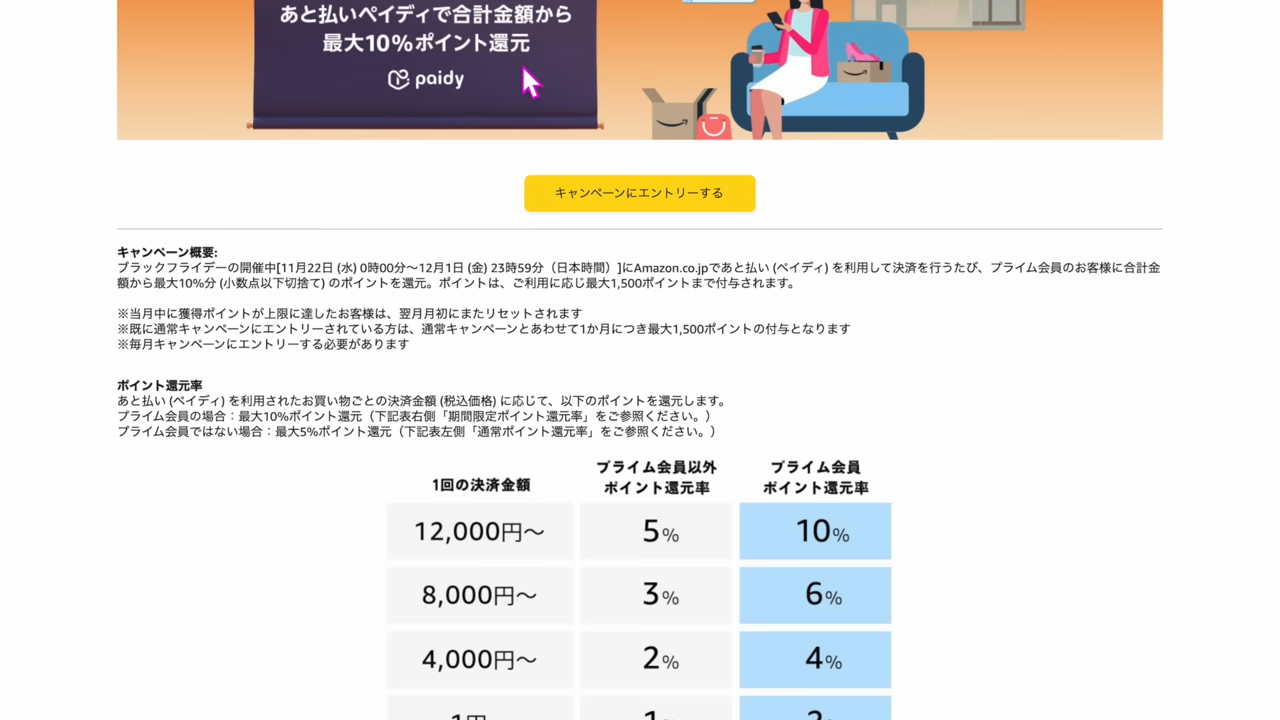 あと払いペイディで合計金額から
最大10%ポイント還元
paidy
キャンペーンにエントリーする
キャンペーン概要:
ブラックフライデーの開催中[11月22日 (水) 0時00分〜12月1日 (金) 23時59分（日本時間）]にAmazon.co.jpであと払い (ペイディ) を利用して決済を行うたび、プライム会員のお客様に合計金
額から最大10%分 (小数点以下切捨て) のポイントを還元。ポイントは、ご利用に応じ最大1,500ポイントまで付与されます。
※当月中に獲得ポイントが上限に達したお客様は、翌月月初にまたリセットされます
※既に通常キャンペーンにエントリーされている方は、通常キャンペーンとあわせて1か月につき最大1,500ポイントの付与となります
※毎月キャンペーンにエントリーする必要があります
ポイント還元率
あと払い (ペイディ) を利用されたお買い物ごとの決済金額 (税込価格) に応じて、以下のポイントを還元します。
プライム会員の場合：最大10%ポイント還元（下記表右側「期間限定ポイント還元率」をご参照ください。）
プライム会員ではない場合：最大5%ポイント還元（下記表左側「通常ポイント還元率」をご参照ください。）
1回の決済金額 プライム会員以外 ポイント還元率 プライム会員 ポイント還元率
12,000円〜 5% 10%
8,000円〜 3% 6%
4,000円〜 2% 4%